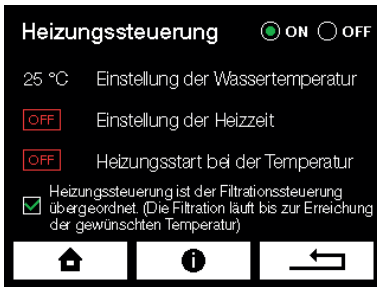 Heizungssteuerung ON OFF
25 °C Einstellung der Wassertemperatur
OFF Einstellung der Heizzeit
OFF Heizungsstart bei der Temperatur
Heizungssteuerung ist der Filtrationssteuerung
übergeordnet. (Die Filtration läuft bis zur Erreichung
der gewünschten Temperatur)